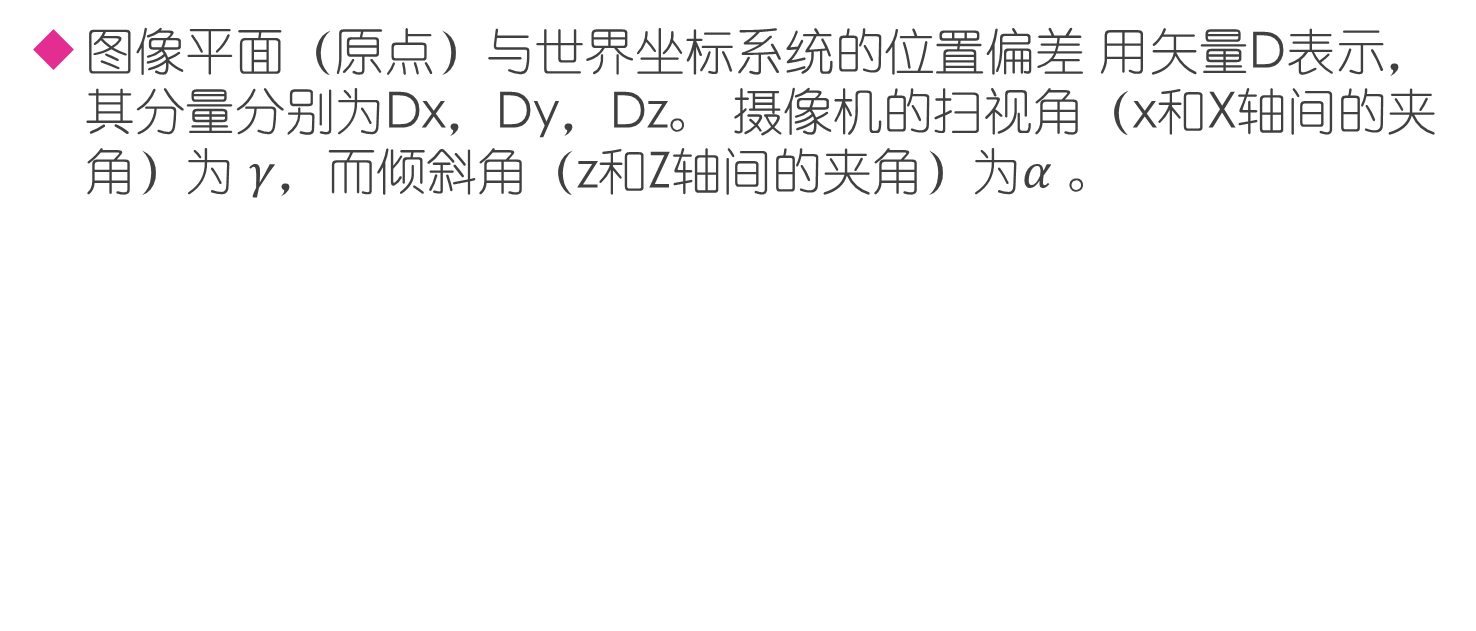 图像平面（原点）与世界坐标系统的位置偏差 用矢量D表示，
其分量分别为Dx，Dy，Dz。 摄像机的扫视角（x和X轴间的夹
角）为 γ，而倾斜角（z和Z轴间的夹角）为α 。